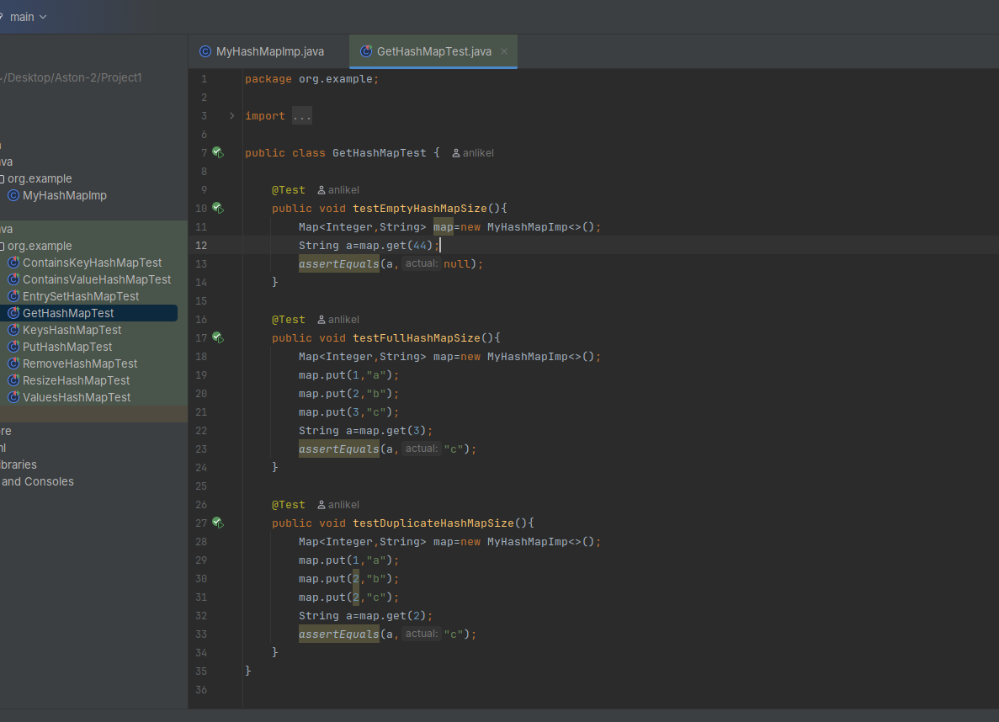 main
MyHashMapImp.java
GetHashMapTest.java
~/Desktop/Aston-2/Project1
org.example
MyHashMapImp
org.example
ContainsKeyHashMapTest
ContainsValueHashMapTest
EntrySetHashMapTest
GetHashMapTest
KeysHashMapTest
PutHashMapTest
RemoveHashMapTest
ResizeHashMapTest
ValuesHashMapTest
and Consoles
1 package org.example;
2
3 import ...
6
7 public class GetHashMapTest { anlikel
8
9 @Test anlikel
10 public void testEmptyHashMapSize(){
11 Map<Integer,String> map=new MyHashMapImp<>();
12 String a=map.get(44);
13 assertEquals(a, actual: null);
14 }
15
16 @Test anlikel
17 public void testFullHashMapSize(){
18 Map<Integer,String> map=new MyHashMapImp<>();
19 map.put(1,"a");
20 map.put(2,"b");
21 map.put(3,"c");
22 String a=map.get(3);
23 assertEquals(a, actual: "c");
24 }
25
26 @Test anlikel
27 public void testDuplicateHashMapSize(){
28 Map<Integer,String> map=new MyHashMapImp<>();
29 map.put(1,"a");
30 map.put(2,"b");
31 map.put(2,"c");
32 String a=map.get(2);
33 assertEquals(a, actual: "c");
34 }
35 }
36